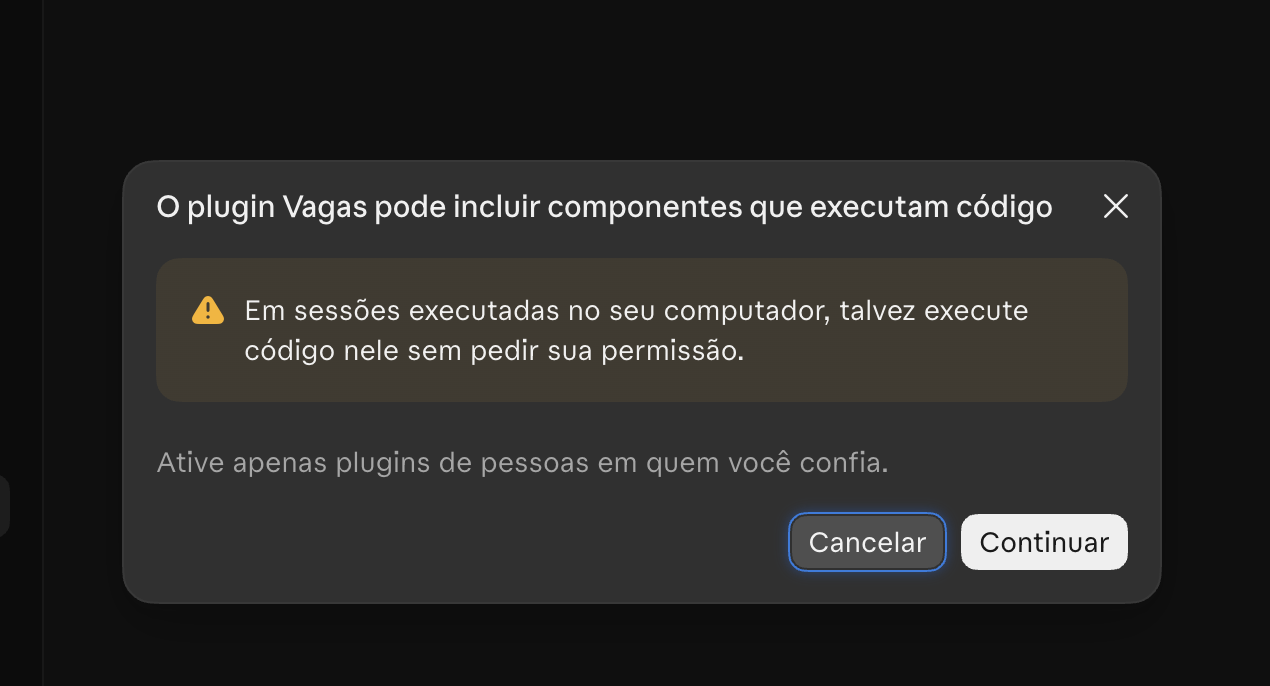 O plugin Vagas pode incluir componentes que executam código
Em sessões executadas no seu computador, talvez execute
código nele sem pedir sua permissão.
Ative apenas plugins de pessoas em quem você confia.
Cancelar
Continuar